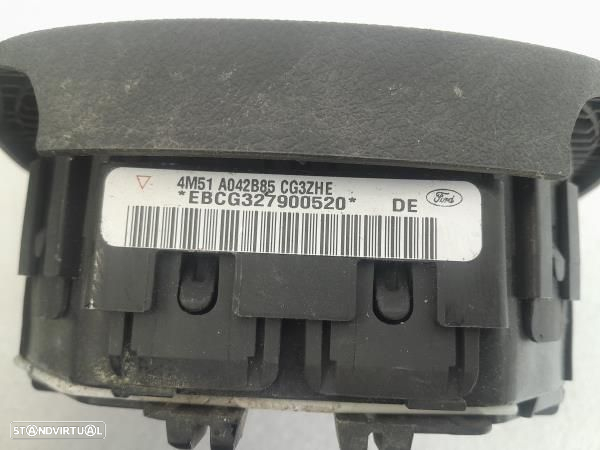 4M51 A042B85 CG3ZHE
*EBCG327900520*
DE
Ford
STANDVIRTUAL